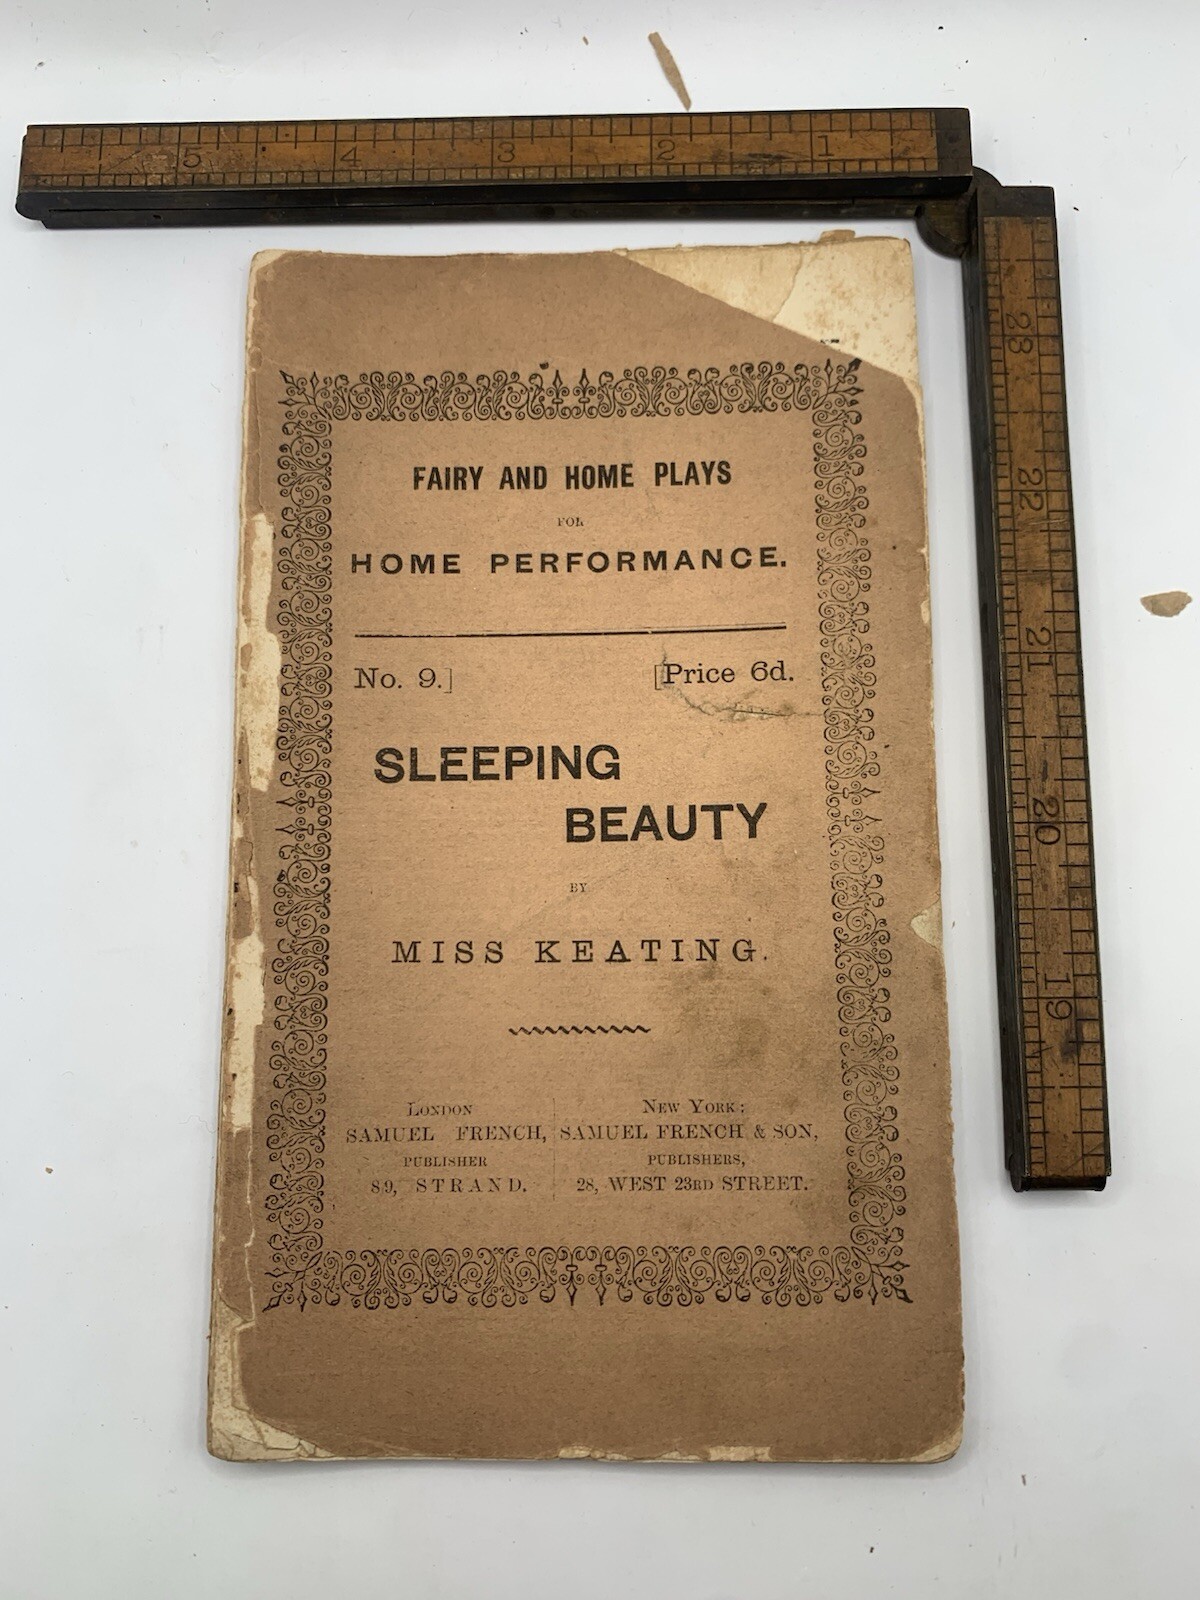 5 4 3 2 1
FAIRY AND HOME PLAYS
FOR
HOME PERFORMANCE.
No. 9.] [Price 6d.
SLEEPING
BEAUTY
BY
MISS KEATING.
LONDON
SAMUEL FRENCH,
PUBLISHER
89, STRAND.
NEW YORK:
SAMUEL FRENCH & SON,
PUBLISHERS,
28, WEST 23RD STREET.
23
22
21
20
19